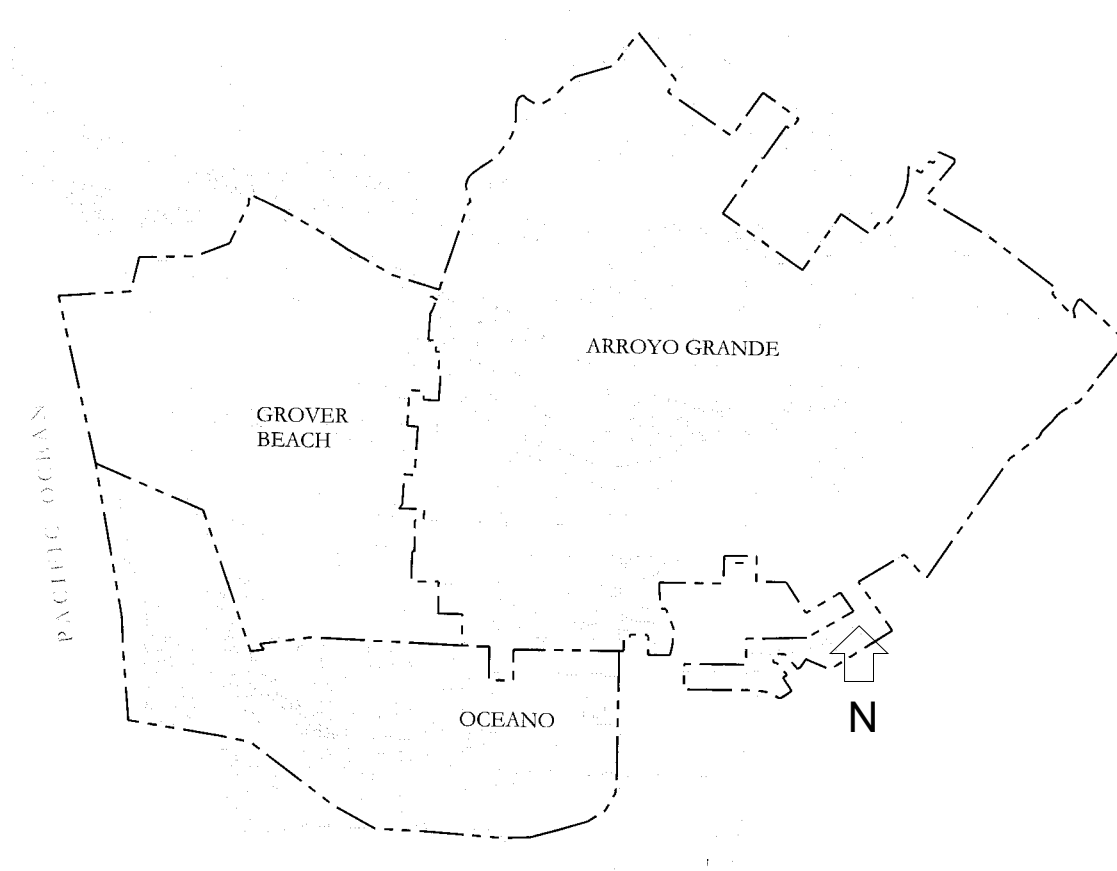 ARROYO GRANDE
GROVER
BEACH
PACIFIC OCEAN
OCEANO
N